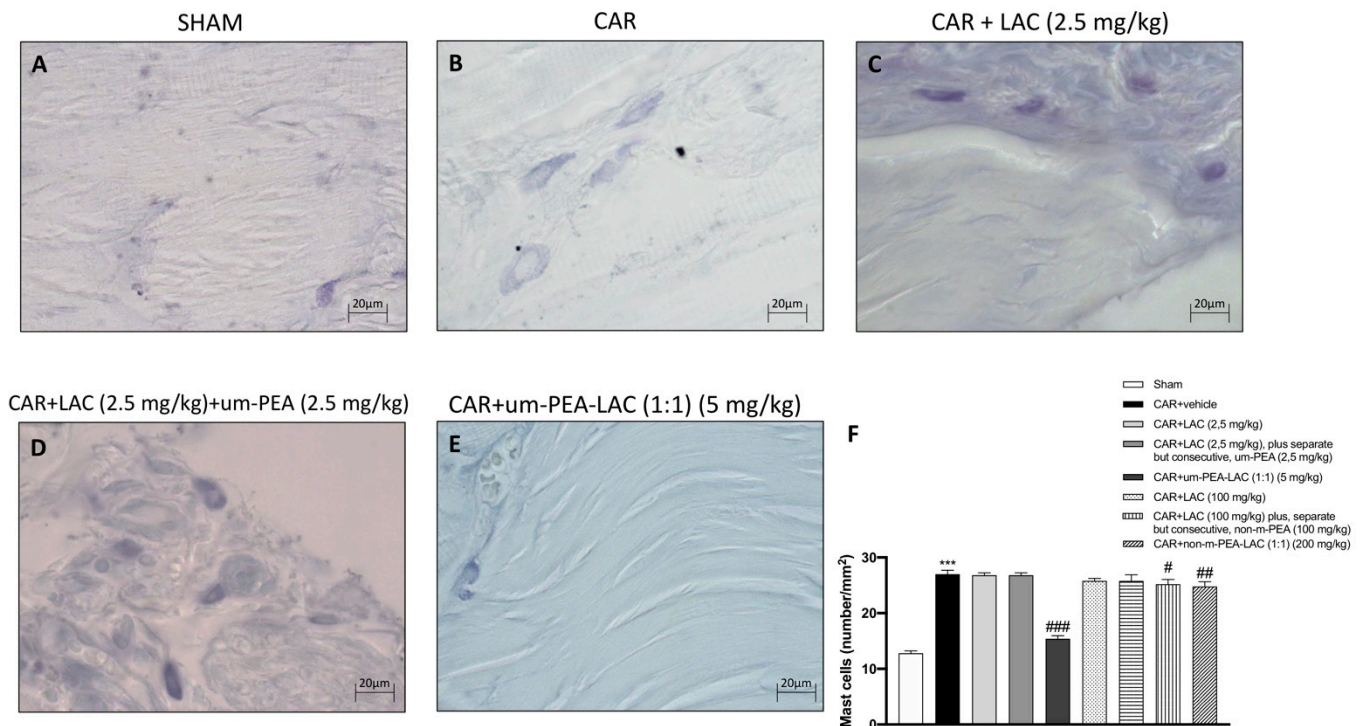 SHAM
CAR
CAR + LAC (2.5 mg/kg)
A
B
C
20µm
20µm
20µm
CAR+LAC (2.5 mg/kg)+um-PEA (2.5 mg/kg)
CAR+um-PEA-LAC (1:1) (5 mg/kg)
D
E
20µm
20µm
F
Sham
CAR+vehicle
CAR+LAC (2,5 mg/kg)
CAR+LAC (2,5 mg/kg), plus separate
but consecutive, um-PEA (2,5 mg/kg)
CAR+um-PEA-LAC (1:1) (5 mg/kg)
CAR+LAC (100 mg/kg)
CAR+LAC (100 mg/kg) plus, separate
but consecutive, non-m-PEA (100 mg/kg)
CAR+non-m-PEA-LAC (1:1) (200 mg/kg)
Mast cells (number/mm²)
30
20
10
0
***
###
#
##